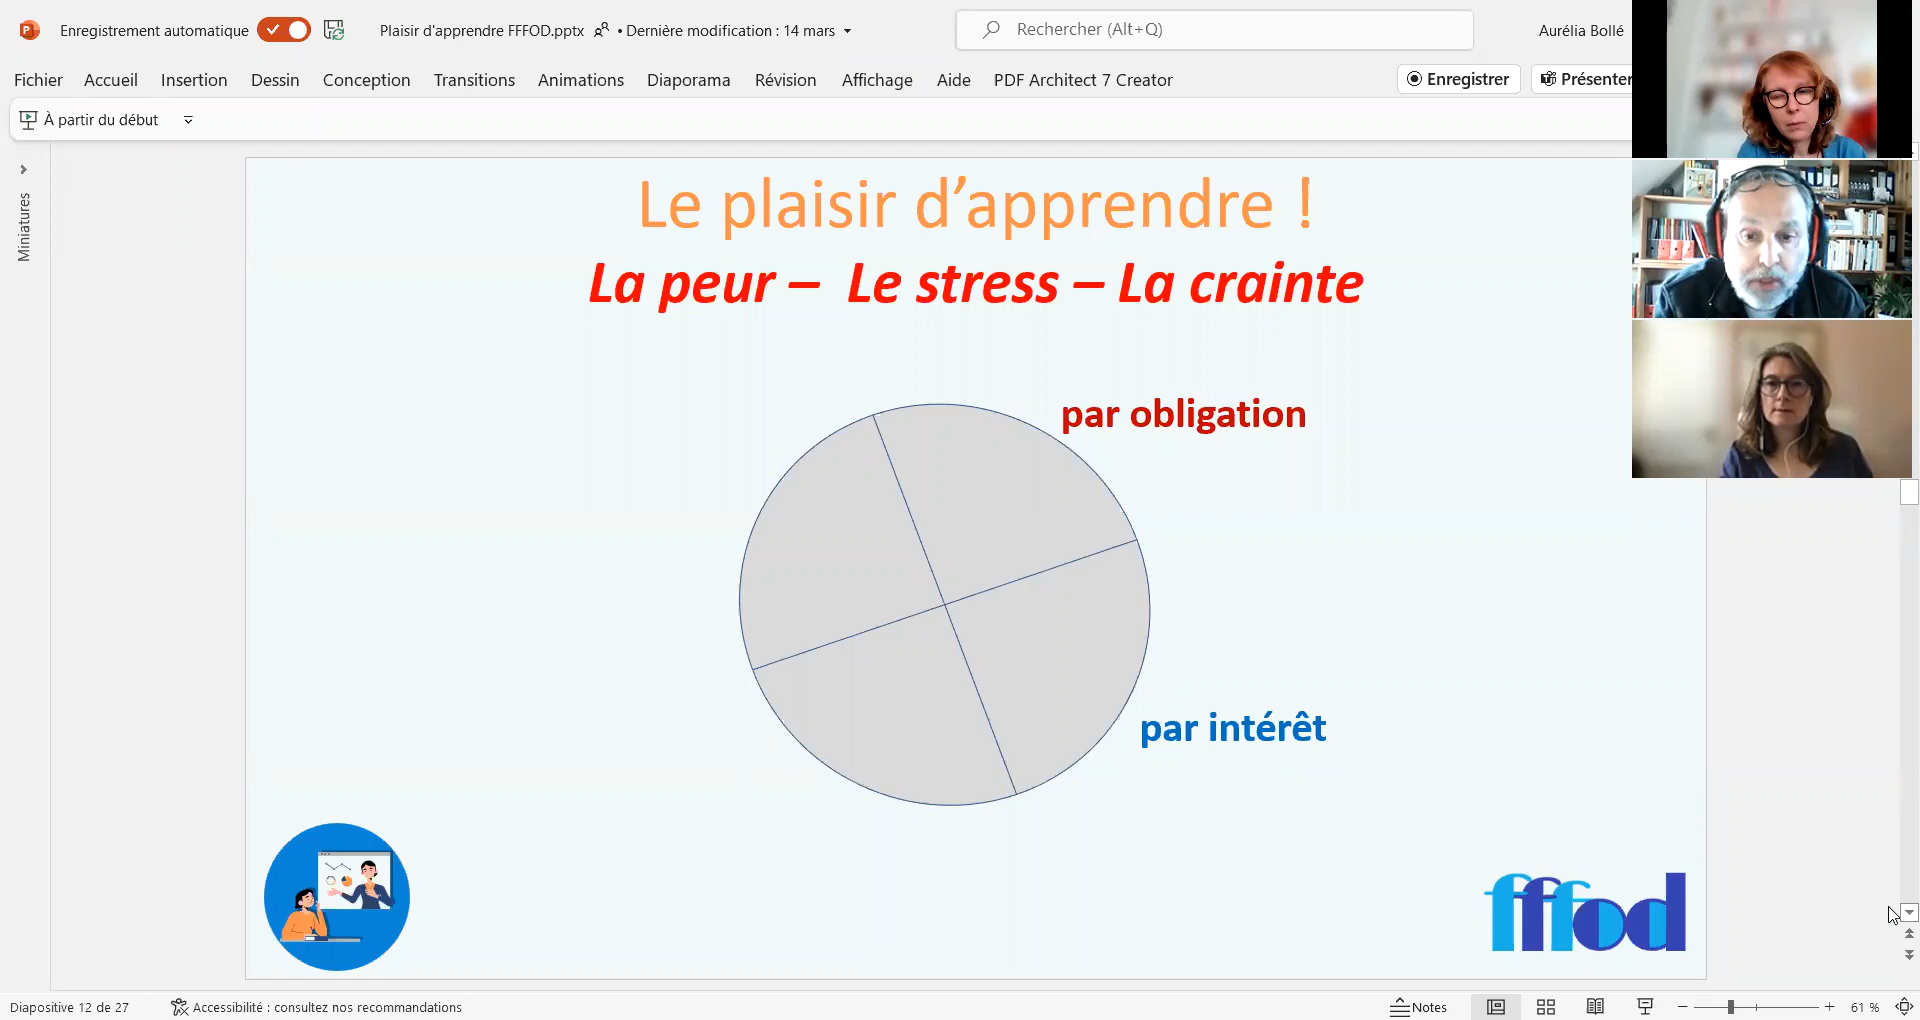 Enregistrement automatique
Plaisir d'apprendre FFFOD.pptx
• Dernière modification : 14 mars
Rechercher (Alt+Q)
Aurélia Bollé
Fichier
Accueil
Insertion
Dessin
Conception
Transitions
Animations
Diaporama
Révision
Affichage
Aide
PDF Architect 7 Creator
Enregistrer
Présenter
À partir du début
Miniatures
Le plaisir d’apprendre !
La peur – Le stress – La crainte
par obligation
par intérêt
fffod
Diapositive 12 de 27
Accessibilité : consultez nos recommandations
Notes
61 %